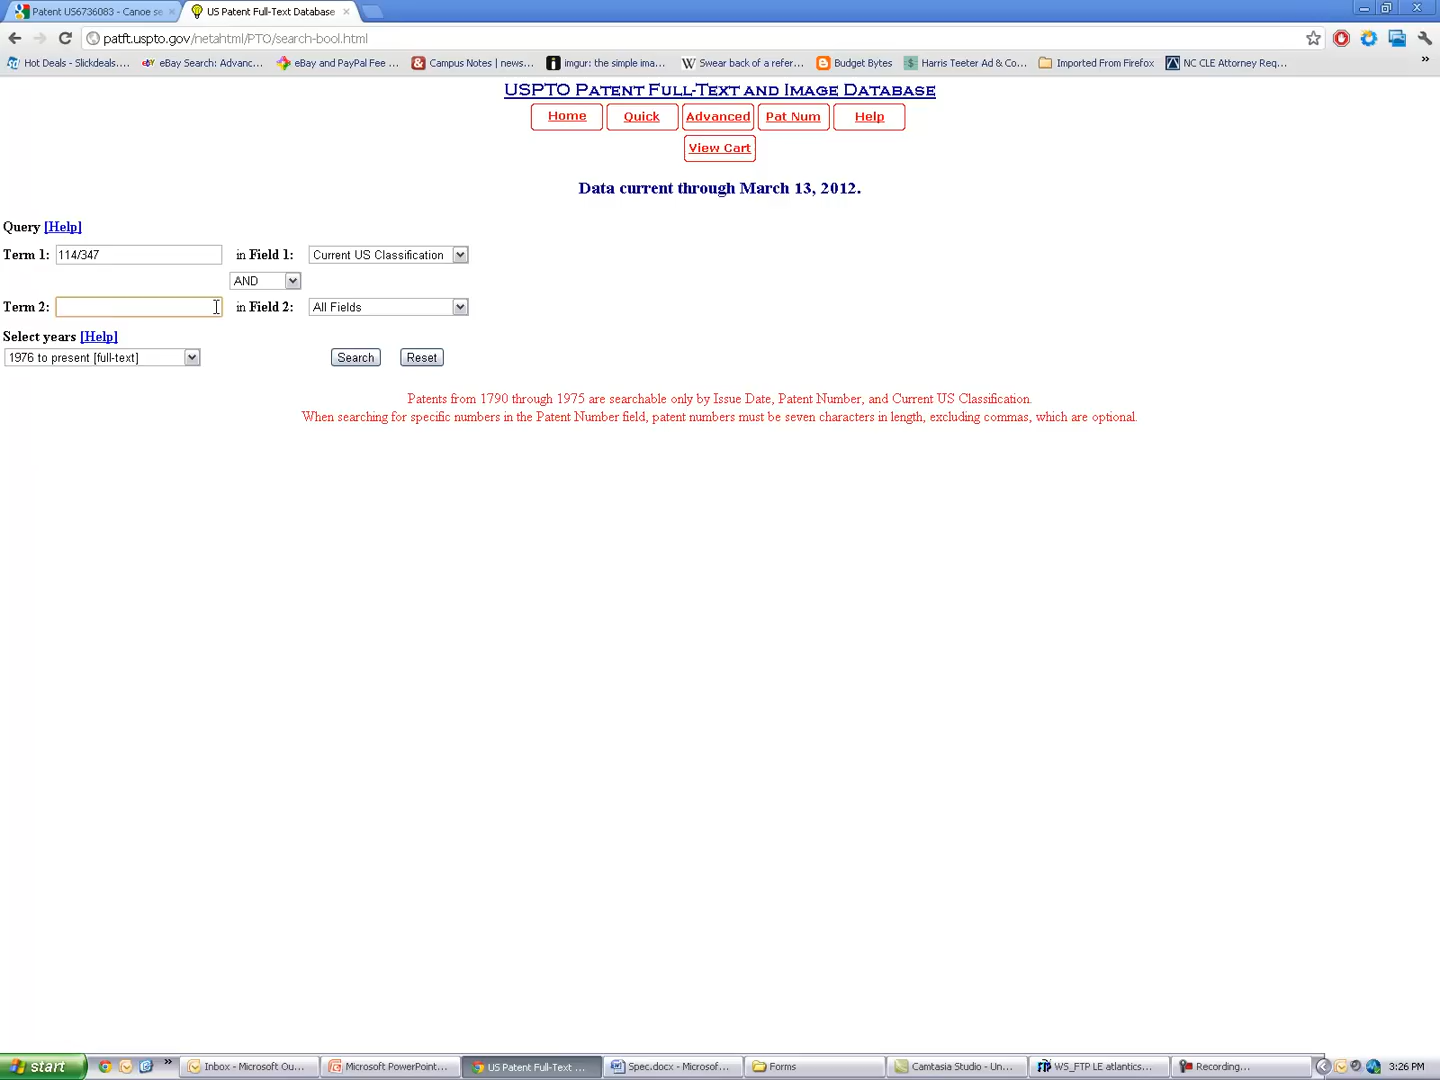 Patent US6736083 - Canoe se
US Patent Full-Text Database
patft.uspto.gov/netahtml/PTO/search-bool.html
Hot Deals - Slickdeals.... eBay Search: Advanc... eBay and PayPal Fee ... Campus Notes | news... imgur: the simple ima... Swear back of a refer... Budget Bytes Harris Teeter Ad & Co... Imported From Firefox NC CLE Attorney Req... »
USPTO Patent Full-Text and Image Database
Home Quick Advanced Pat Num Help
View Cart
Data current through March 13, 2012.
Query [Help]
Term 1: 114/347 in Field 1: Current US Classification
AND
Term 2: in Field 2: All Fields
Select years [Help]
1976 to present [full-text] Search Reset
Patents from 1790 through 1975 are searchable only by Issue Date, Patent Number, and Current US Classification.
When searching for specific numbers in the Patent Number field, patent numbers must be seven characters in length, excluding commas, which are optional.
start » Inbox - Microsoft Ou... Microsoft PowerPoint... US Patent Full-Text ... Spec.docx - Microsof... Forms Camtasia Studio - Un... WS_FTP LE atlantics... Recording... 3:26 PM